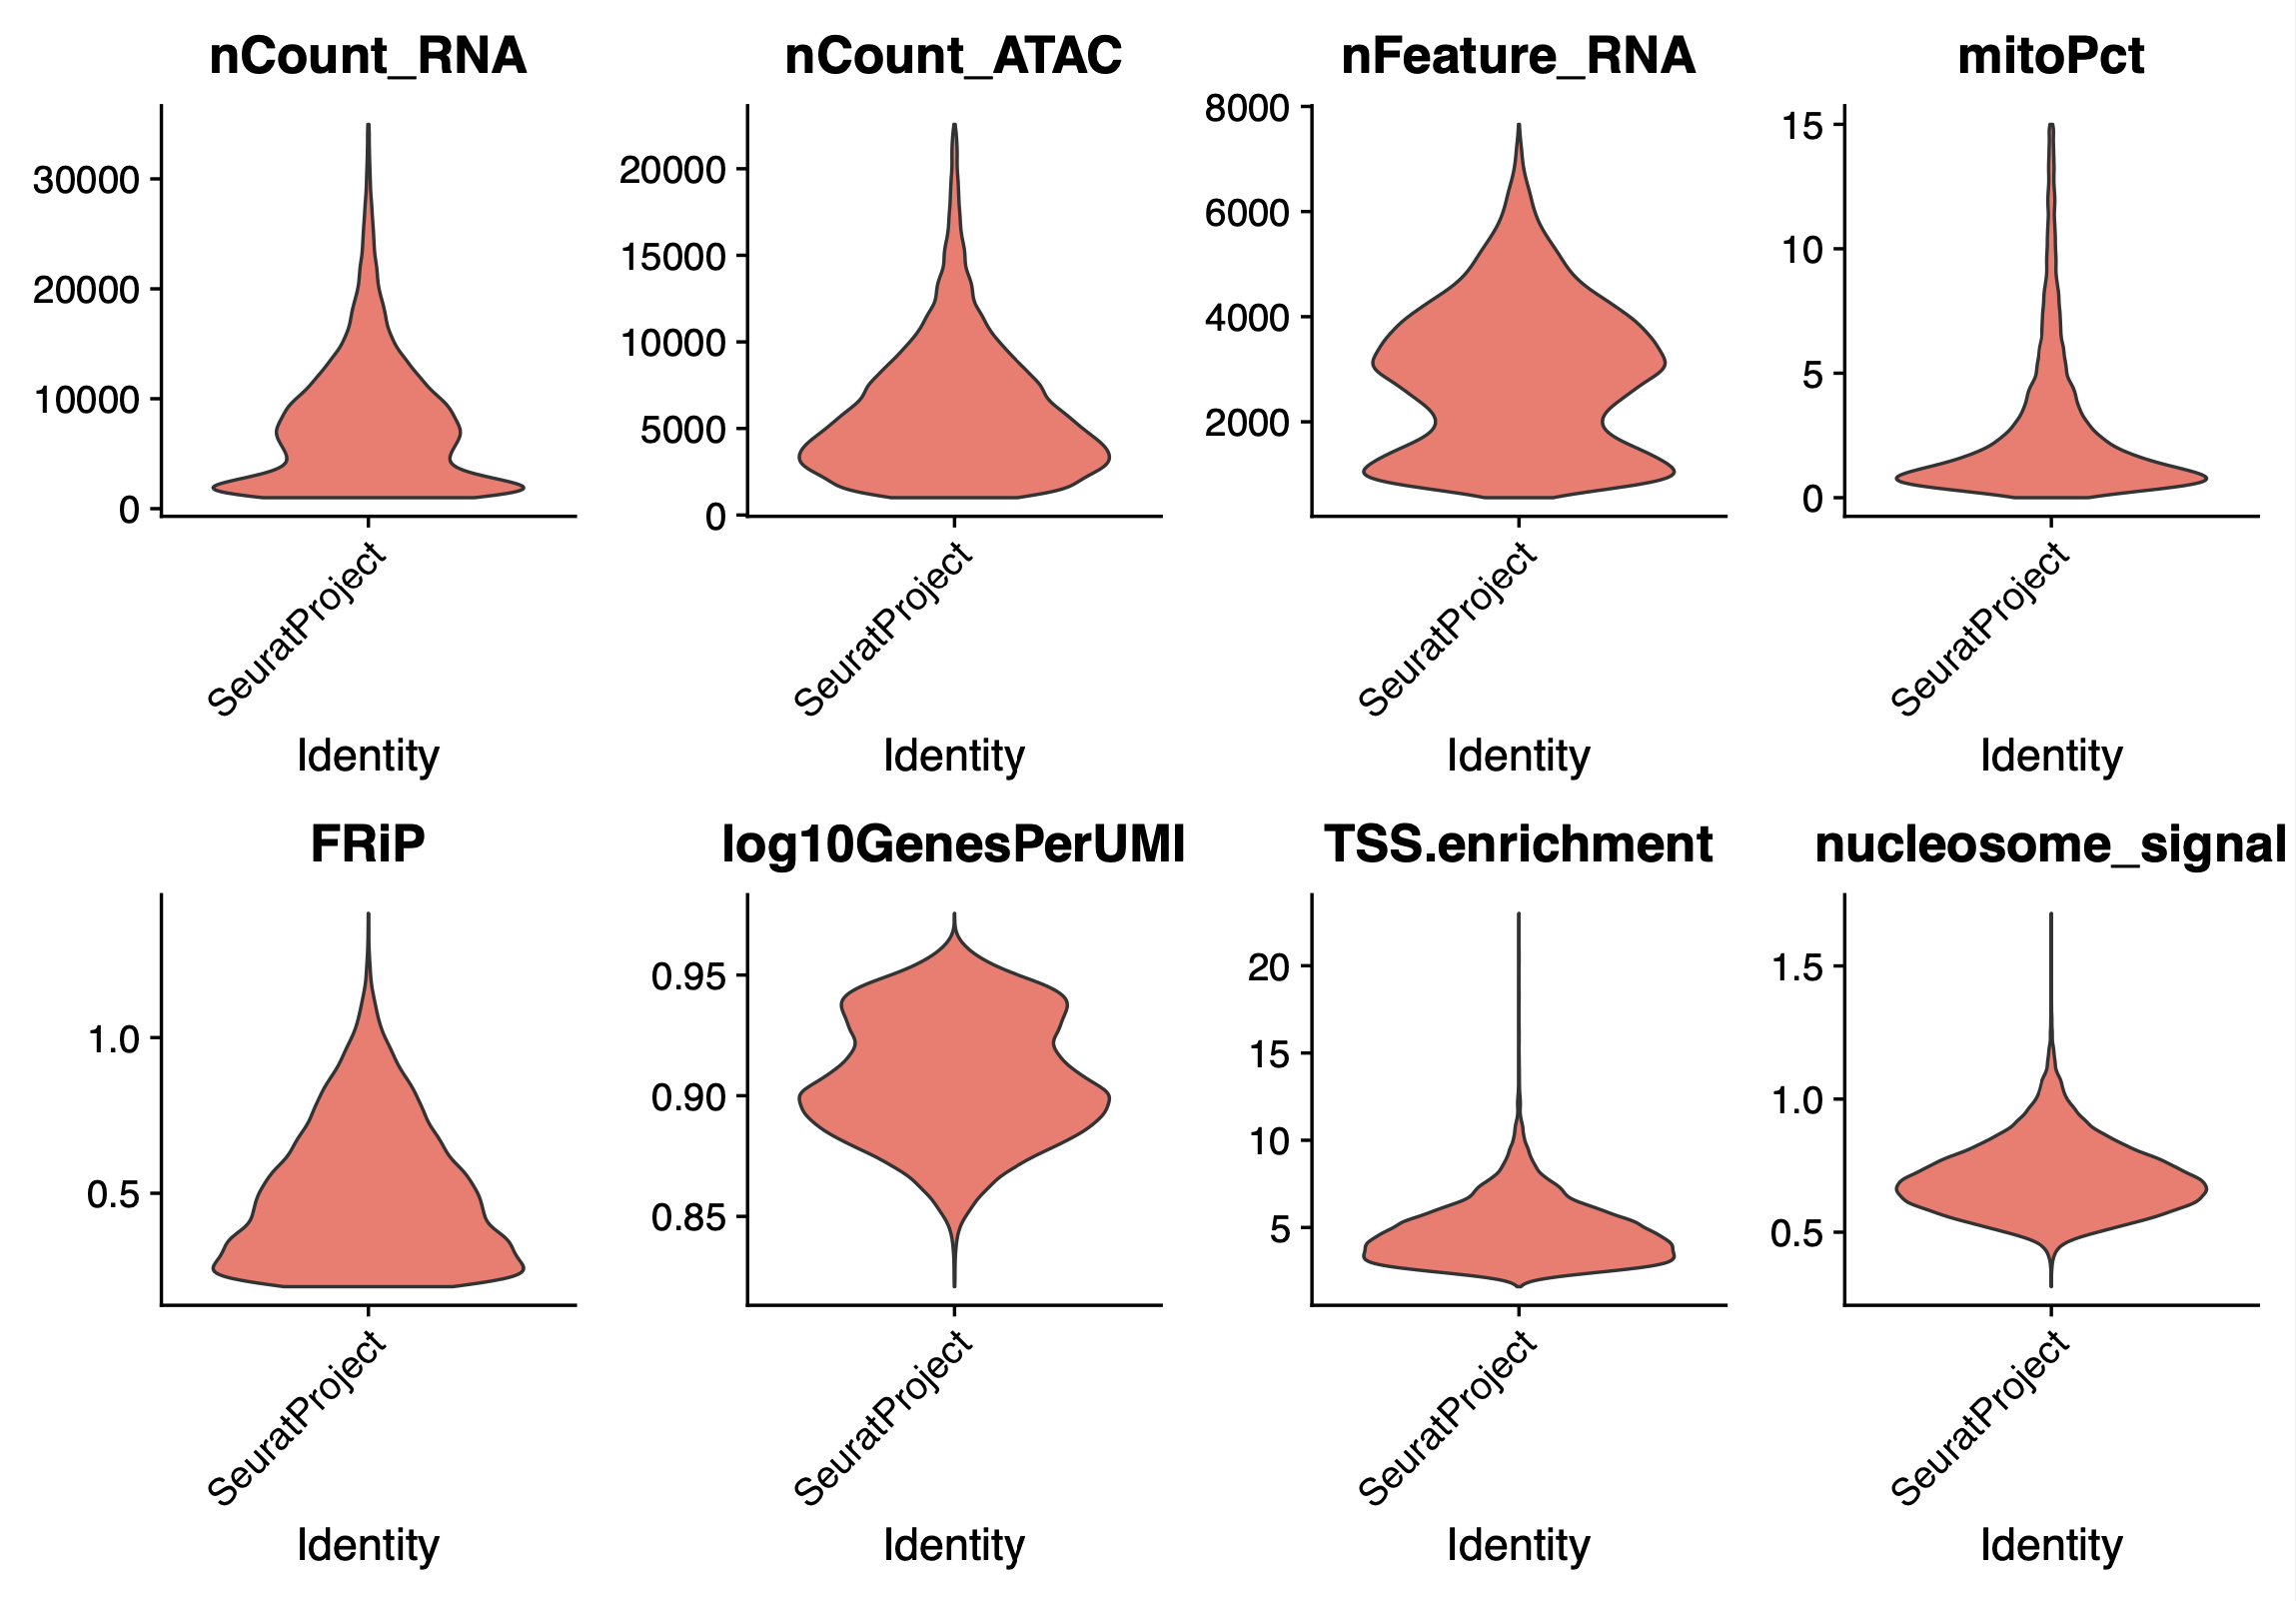 nCount_RNA
30000
20000
10000
0
SeuratProject
Identity
nCount_ATAC
20000
15000
10000
5000
0
SeuratProject
Identity
nFeature_RNA
8000
6000
4000
2000
SeuratProject
Identity
mitoPct
15
10
5
0
SeuratProject
Identity
FRiP
1.0
0.5
SeuratProject
Identity
log10GenesPerUMI
0.95
0.90
0.85
SeuratProject
Identity
TSS.enrichment
20
15
10
5
SeuratProject
Identity
nucleosome_signal
1.5
1.0
0.5
SeuratProject
Identity